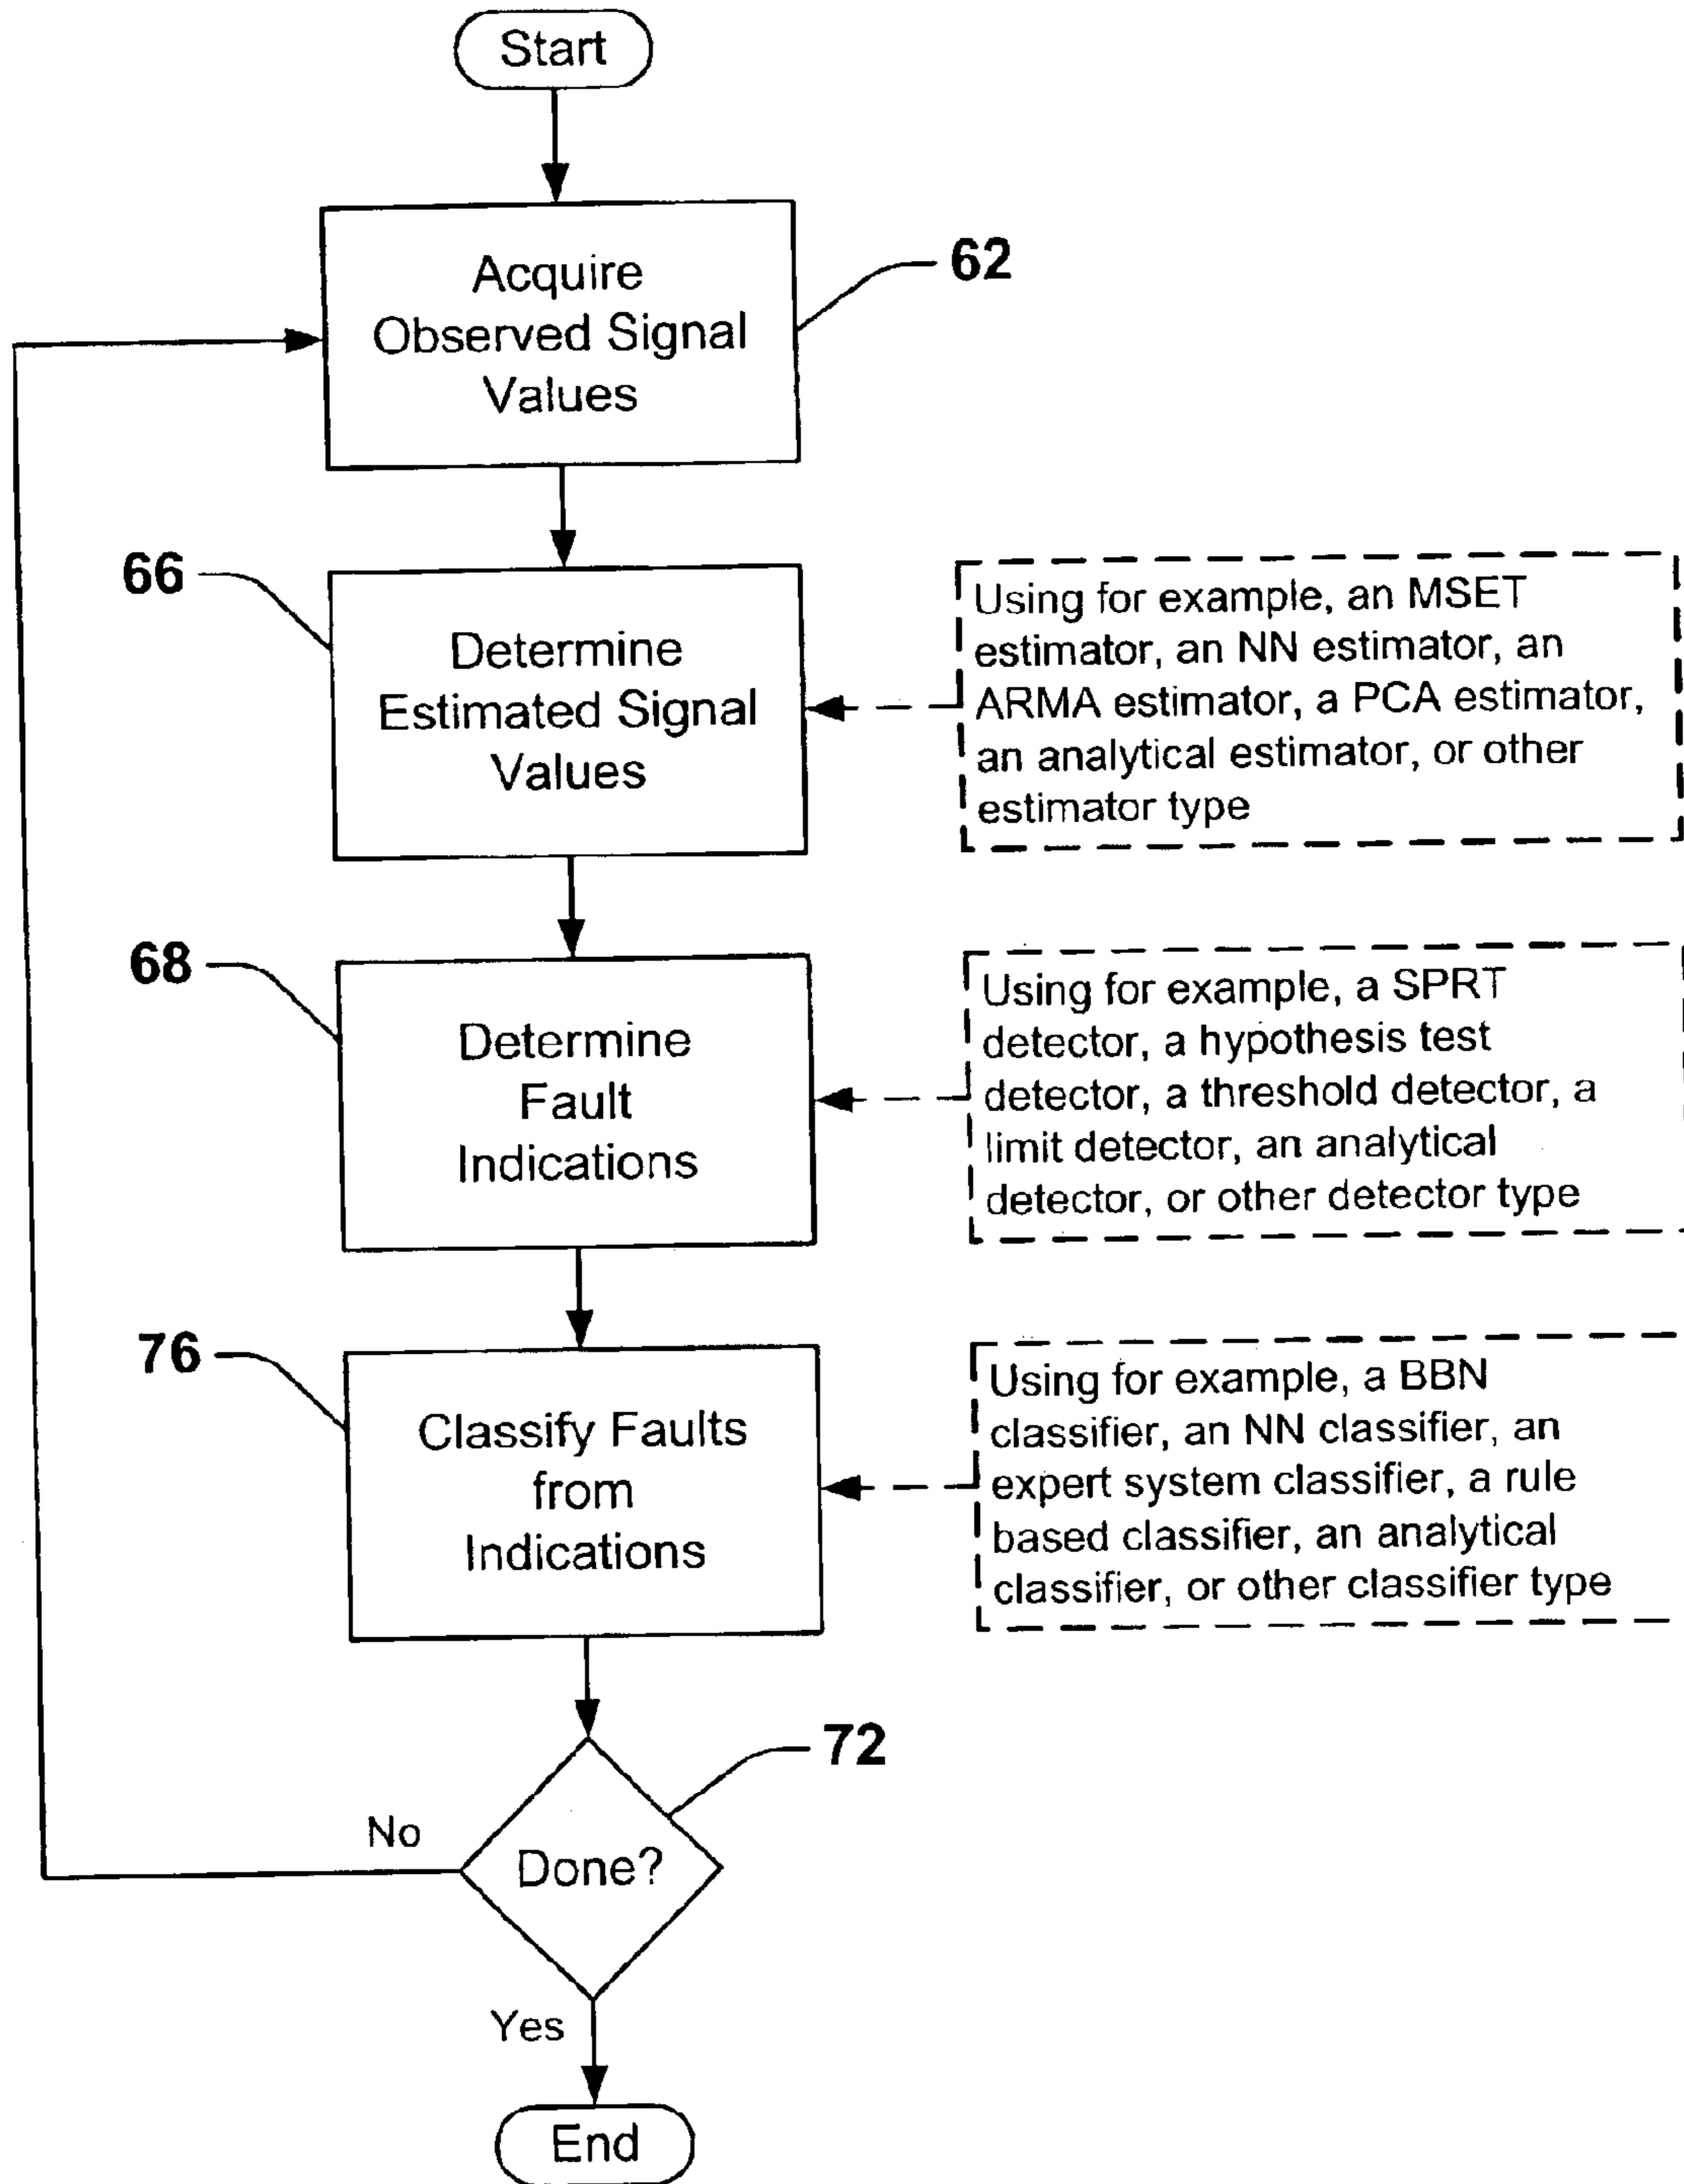 Start
Acquire
Observed Signal
Values
62
66
Determine
Estimated Signal
Values
Using for example, an MSET
estimator, an NN estimator, an
ARMA estimator, a PCA estimator,
an analytical estimator, or other
estimator type
68
Determine
Fault
Indications
Using for example, a SPRT
detector, a hypothesis test
detector, a threshold detector, a
limit detector, an analytical
detector, or other detector type
76
Classify Faults
from
Indications
Using for example, a BBN
classifier, an NN classifier, an
expert system classifier, a rule
based classifier, an analytical
classifier, or other classifier type
72
No
Done?
Yes
End